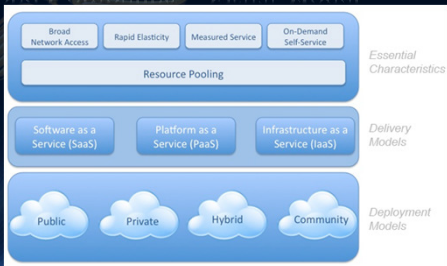 Broad
Network Access
Rapid Elasticity
Measured Service
On-Demand
Self-Service
Resource Pooling
Essential
Characteristics
Software as a
Service (SaaS)
Platform as a
Service (PaaS)
Infrastructure as a
Service (IaaS)
Delivery
Models
Public
Private
Hybrid
Community
Deployment
Models